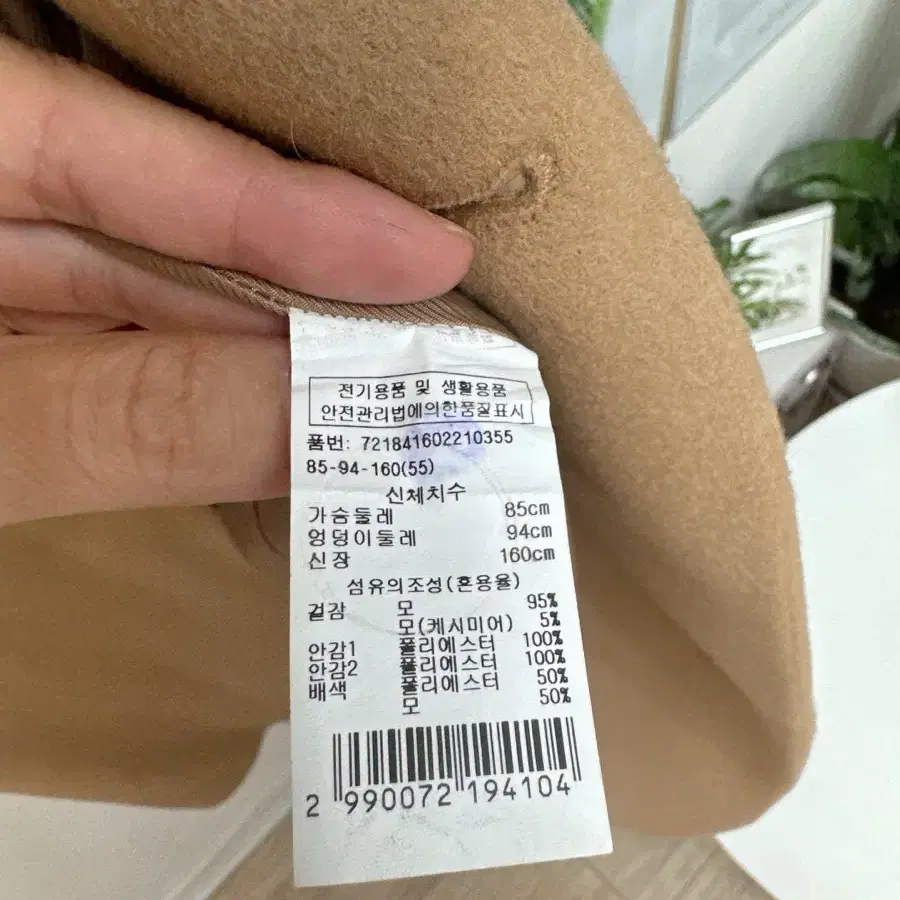 전기용품 및 생활용품
안전관리법에의한품질표시
품번: 721841602210355
85-94-160(55)
신체치수
가슴둘레 85cm
엉덩이둘레 94cm
신장 160cm
섬유의조성(혼용율)
겉감 모 95%
모(케시미어) 5%
안감1 폴리에스터 100%
안감2 폴리에스터 100%
배색 폴리에스터 50%
모 50%
2 990072 194104